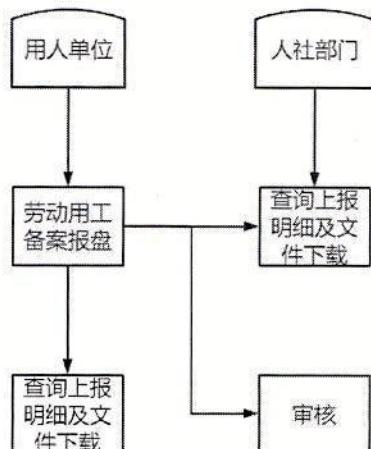 用人单位
人社部门
劳动用工
备案报盘
查询上报
明细及文
件下载
查询上报
明细及文
件下载
审核